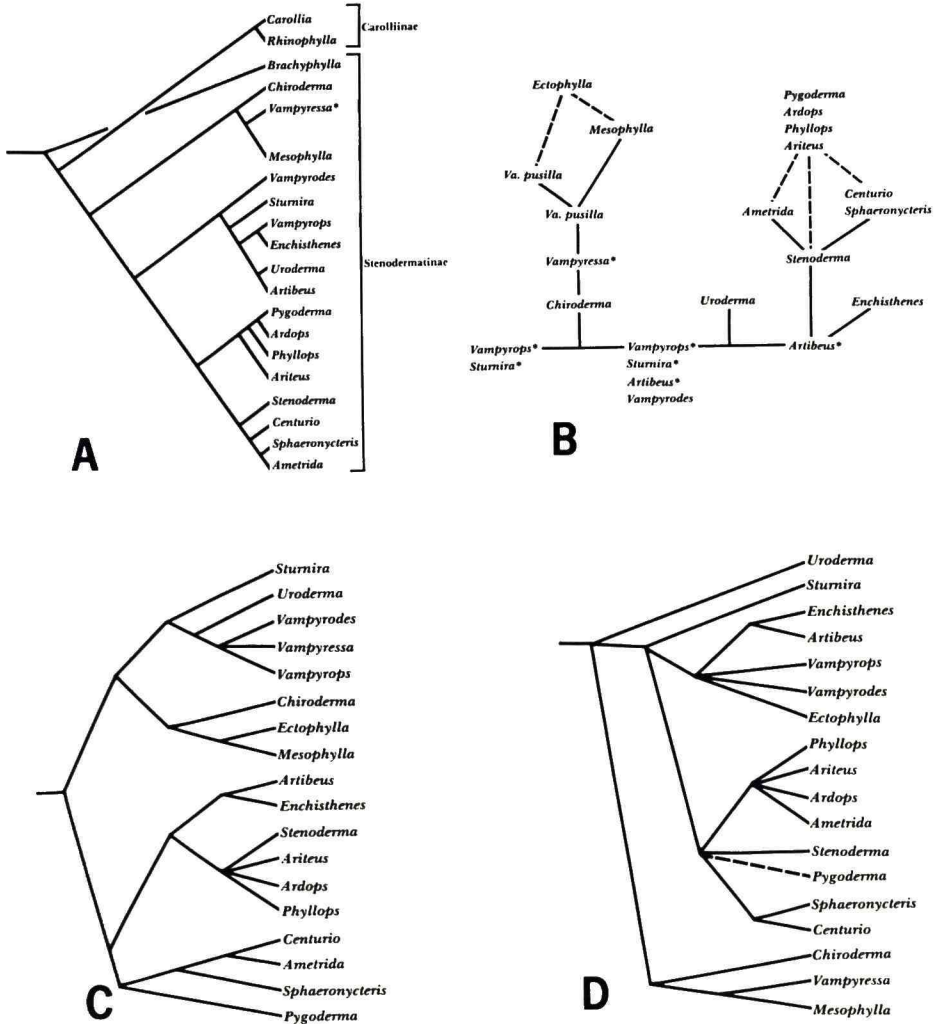 Carollia
Rhinophylla
Carolliinae
Brachyphylla
Chiroderma
Vampyressa*
Mesophylla
Vampyrodes
Sturnira
Vampyrops
Enchisthenes
Uroderma
Artibeus
Pygoderma
Ardops
Phyllops
Ariteus
Stenoderma
Centurio
Sphaeronycteris
Ametrida
Stenodermatinae
A
Ectophylla
Mesophylla
Va. pusilla
Va. pusilla
Vampyressa*
Chiroderma
Vampyrops*
Sturnira*
Vampyrops*
Sturnira*
Artibeus*
Vampyrodes
Uroderma
Pygoderma
Ardops
Phyllops
Ariteus
Ametrida
Centurio
Sphaeronycteris
Stenoderma
Enchisthenes
Artibeus*
B
Sturnira
Uroderma
Vampyrodes
Vampyressa
Vampyrops
Chiroderma
Ectophylla
Mesophylla
Artibeus
Enchisthenes
Stenoderma
Ariteus
Ardops
Phyllops
Centurio
Ametrida
Sphaeronycteris
Pygoderma
C
Uroderma
Sturnira
Enchisthenes
Artibeus
Vampyrops
Vampyrodes
Ectophylla
Phyllops
Ariteus
Ardops
Ametrida
Stenoderma
Pygoderma
Sphaeronycteris
Centurio
Chiroderma
Vampyressa
Mesophylla
D